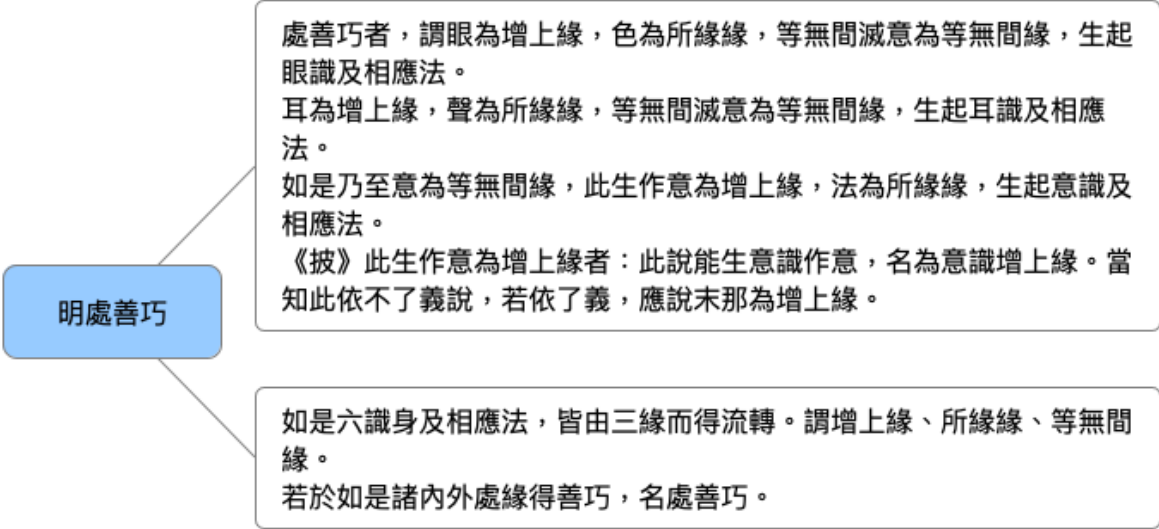 處善巧者，謂眼為增上緣，色為所緣緣，等無間滅意為等無間緣，生起
眼識及相應法。
耳為增上緣，聲為所緣緣，等無間滅意為等無間緣，生起耳識及相應
法。
如是乃至意為等無間緣，此生作意為增上緣，法為所緣緣，生起意識及
相應法。
《披》此生作意為增上緣者：此說能生意識作意，名為意識增上緣。當
知此依不了義說，若依了義，應說末那為增上緣。
明處善巧
如是六識身及相應法，皆由三緣而得流轉。謂增上緣、所緣緣、等無間
緣。
若於如是諸內外處緣得善巧，名處善巧。